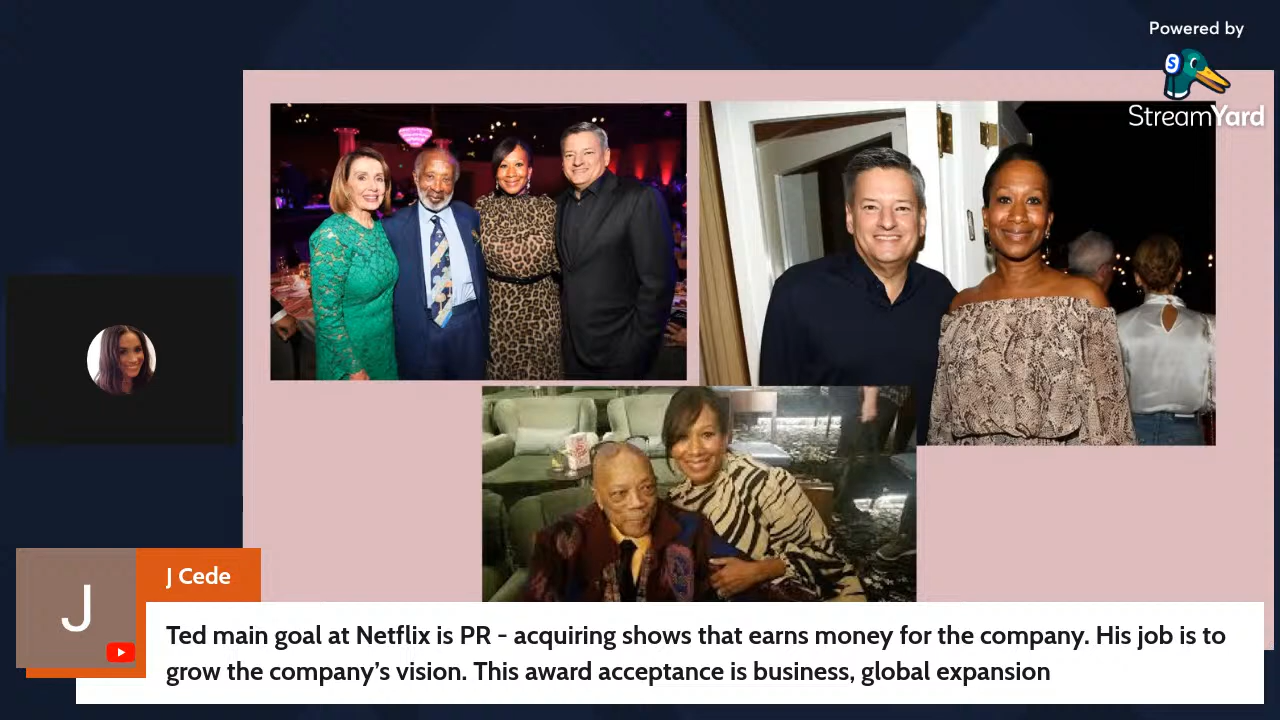 Powered by
StreamYard
J
J Cede
Ted main goal at Netflix is PR - acquiring shows that earns money for the company. His job is to
grow the company's vision. This award acceptance is business, global expansion